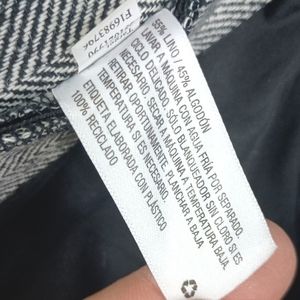 55% LINO / 45% ALGODÓN
LAVAR A MÁQUINA CON AGUA FRÍA POR SEPARADO.
CICLO DELICADO. SÓLO BLANQUEADOR SIN CLORO SI ES
NECESARIO. SECAR A MÁQUINA A TEMPERATURA BAJA.
RETIRAR OPORTUNAMENTE. PLANCHAR A BAJA
TEMPERATURA SI ES NECESARIO.
ETIQUETA ELABORADA CON PLÁSTICO
100% RECICLADO